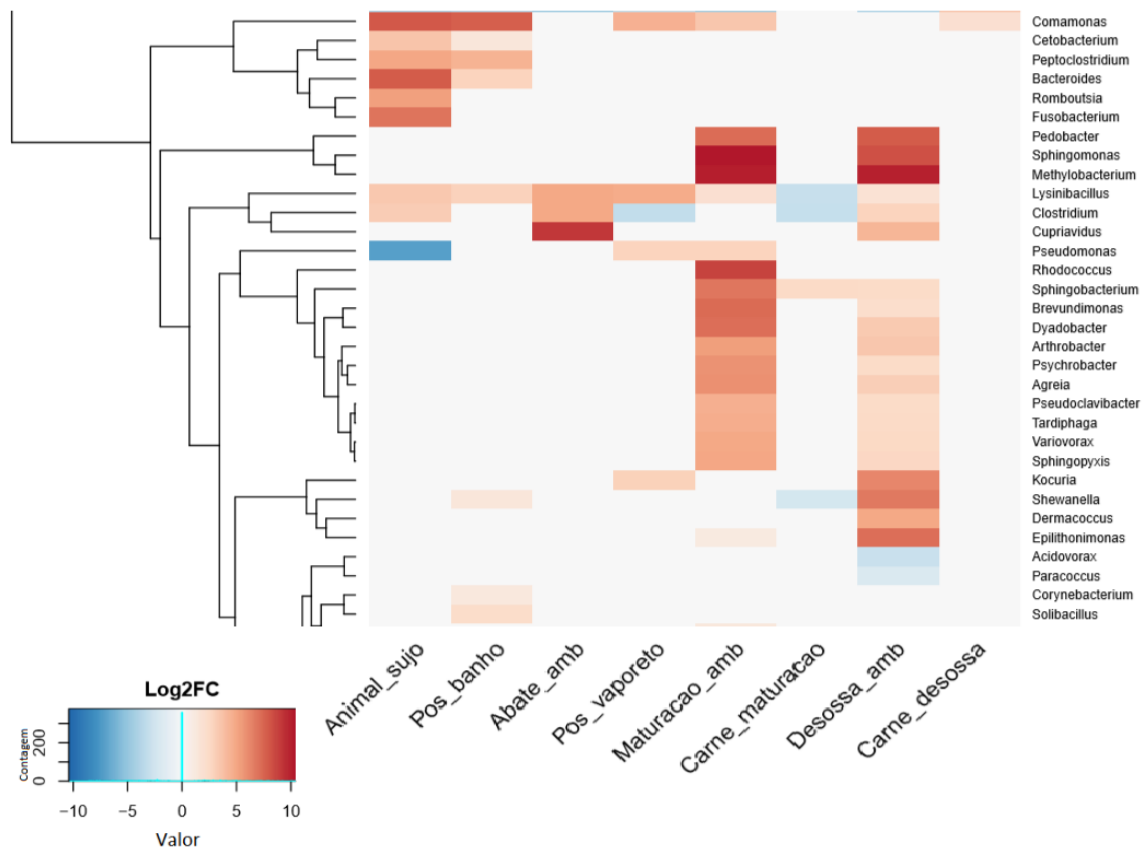 Comamonas
Cetobacterium
Peptoclostridium
Bacteroides
Romboutsia
Fusobacterium
Pedobacter
Sphingomonas
Methylobacterium
Lysinibacillus
Clostridium
Cupriavidus
Pseudomonas
Rhodococcus
Sphingobacterium
Brevundimonas
Dyadobacter
Arthrobacter
Psychrobacter
Agreia
Pseudoclavibacter
Tardiphaga
Variovorax
Sphingopyxis
Kocuria
Shewanella
Dermacoccus
Epilithonimonas
Acidovorax
Paracoccus
Corynebacterium
Solibacillus
Animal_sujo
Pos_banho
Abate_amb
Pos_vaporeto
Maturacao_amb
Carne_maturacao
Desossa_amb
Carne_desossa
Log2FC
Contagem
0 200
−10 −5 0 5 10
Valor